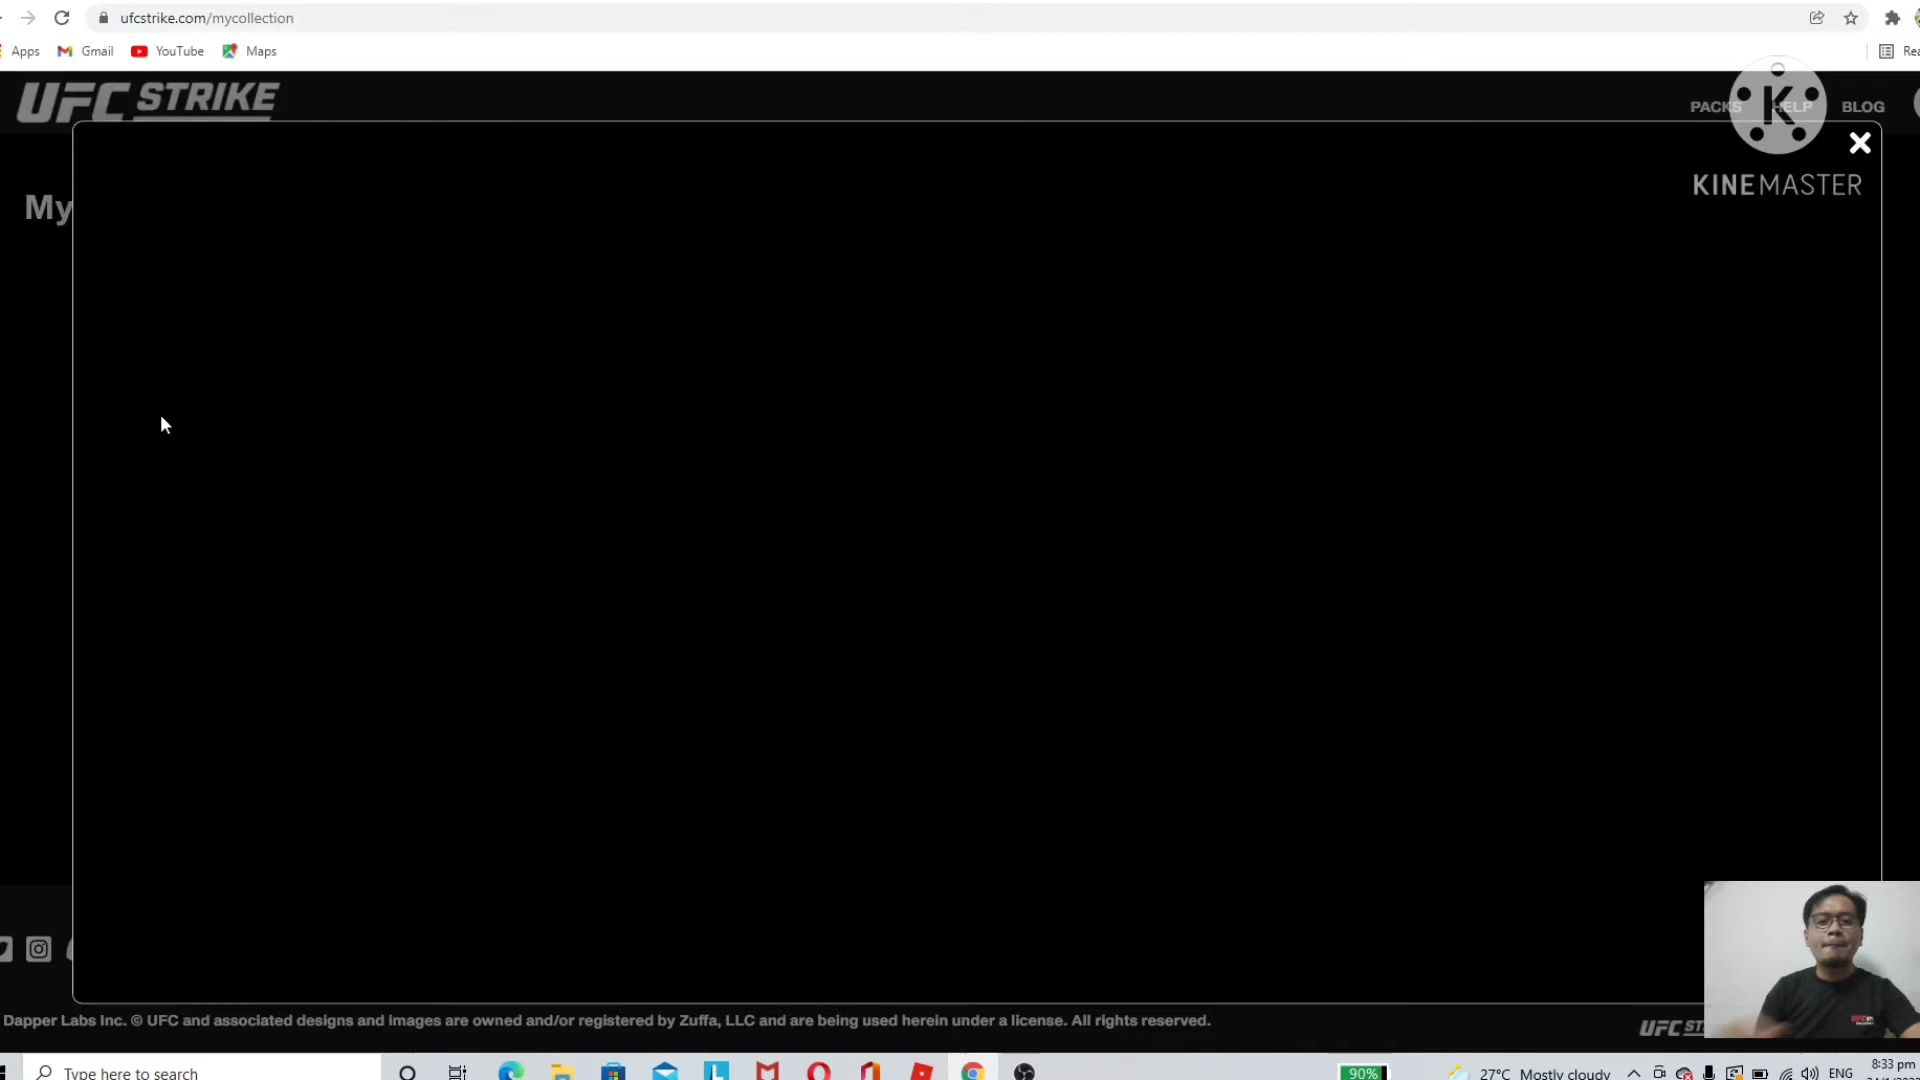 ufcstrike.com/mycollection
Apps Gmail YouTube Maps
UFC STRIKE
PACKS HELP BLOG
KINEMASTER
My
Dapper Labs Inc. © UFC and associated designs and images are owned and/or registered by Zuffa, LLC and are being used herein under a license. All rights reserved.
Type here to search
90% 27°C Mostly cloudy ENG 8:33 pm